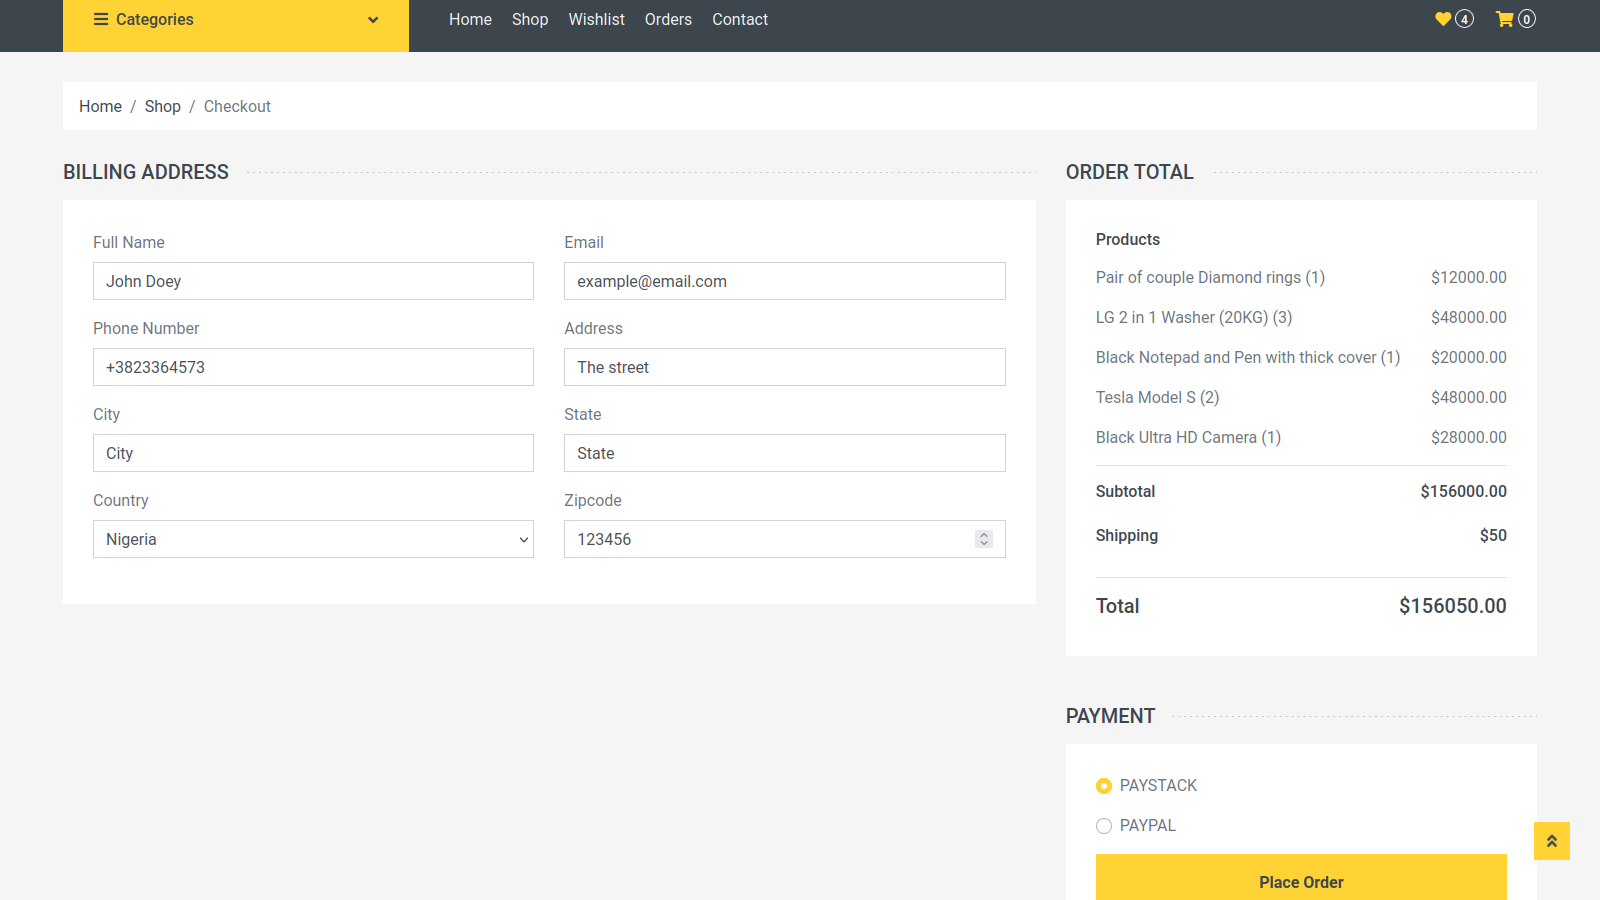 Categories
Home Shop Wishlist Orders Contact
4 0
Home / Shop / Checkout
BILLING ADDRESS
Full Name
John Doey
Email
example@email.com
Phone Number
+3823364573
Address
The street
City
City
State
State
Country
Nigeria
Zipcode
123456
ORDER TOTAL
Products
Pair of couple Diamond rings (1) $12000.00
LG 2 in 1 Washer (20KG) (3) $48000.00
Black Notepad and Pen with thick cover (1) $20000.00
Tesla Model S (2) $48000.00
Black Ultra HD Camera (1) $28000.00
Subtotal $156000.00
Shipping $50
Total $156050.00
PAYMENT
PAYSTACK
PAYPAL
Place Order